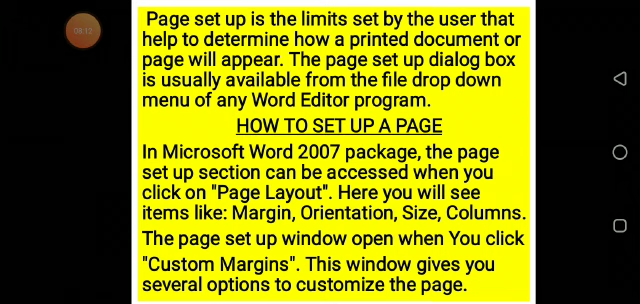 08:12
Page set up is the limits set by the user that
help to determine how a printed document or
page will appear. The page set up dialog box
is usually available from the file drop down
menu of any Word Editor program.
HOW TO SET UP A PAGE
In Microsoft Word 2007 package, the page
set up section can be accessed when you
click on "Page Layout". Here you will see
items like: Margin, Orientation, Size, Columns.
The page set up window open when You click
"Custom Margins". This window gives you
several options to customize the page.